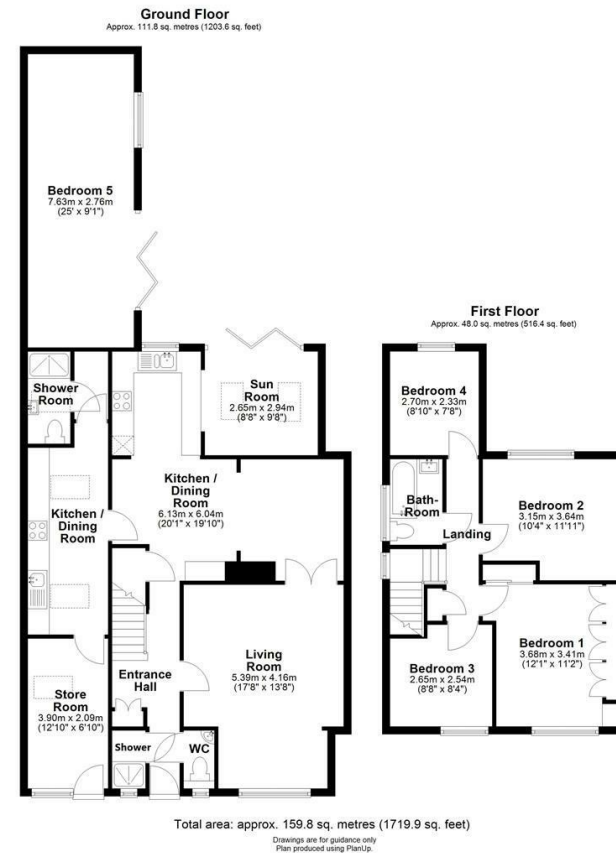 Ground Floor
Approx. 111.8 sq. metres (1203.6 sq. feet)
Bedroom 5
7.63m x 2.76m
(25' x 9'1")
Shower
Room
Sun
Room
2.65m x 2.94m
(8'8" x 9'8")
Kitchen /
Dining
Room
Kitchen /
Dining
Room
6.13m x 6.04m
(20'1" x 19'10")
Living
Room
5.39m x 4.16m
(17'8" x 13'8")
Entrance
Hall
Store
Room
3.90m x 2.09m
(12'10" x 6'10")
Shower
WC
First Floor
Approx. 48.0 sq. metres (516.4 sq. feet)
Bedroom 4
2.70m x 2.33m
(8'10" x 7'8")
Bath-
Room
Landing
Bedroom 2
3.15m x 3.64m
(10'4" x 11'11")
Bedroom 1
3.68m x 3.41m
(12'1" x 11'2")
Bedroom 3
2.65m x 2.54m
(8'8" x 8'4")
Total area: approx. 159.8 sq. metres (1719.9 sq. feet)
Drawings are for guidance only
Plan produced using PlanUp.